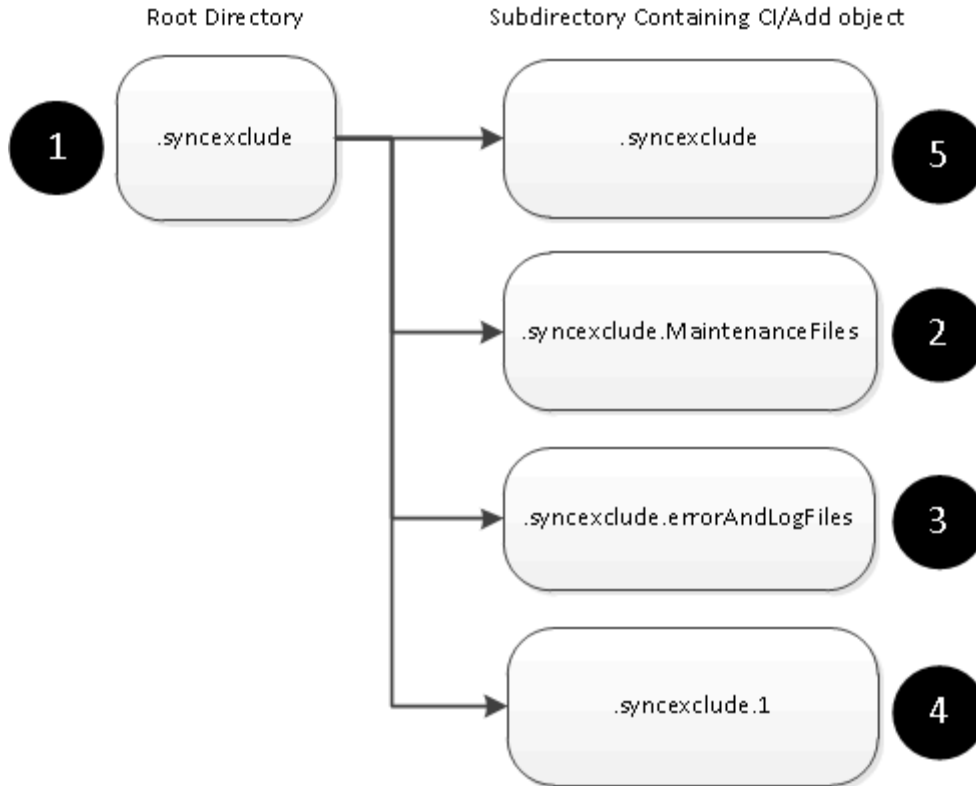 Root Directory
Subdirectory Containing CI/Add object
1
.syncexclude
.syncexclude
5
.syncexclude.MaintenanceFiles
2
.syncexclude.errorAndLogFiles
3
.syncexclude.1
4